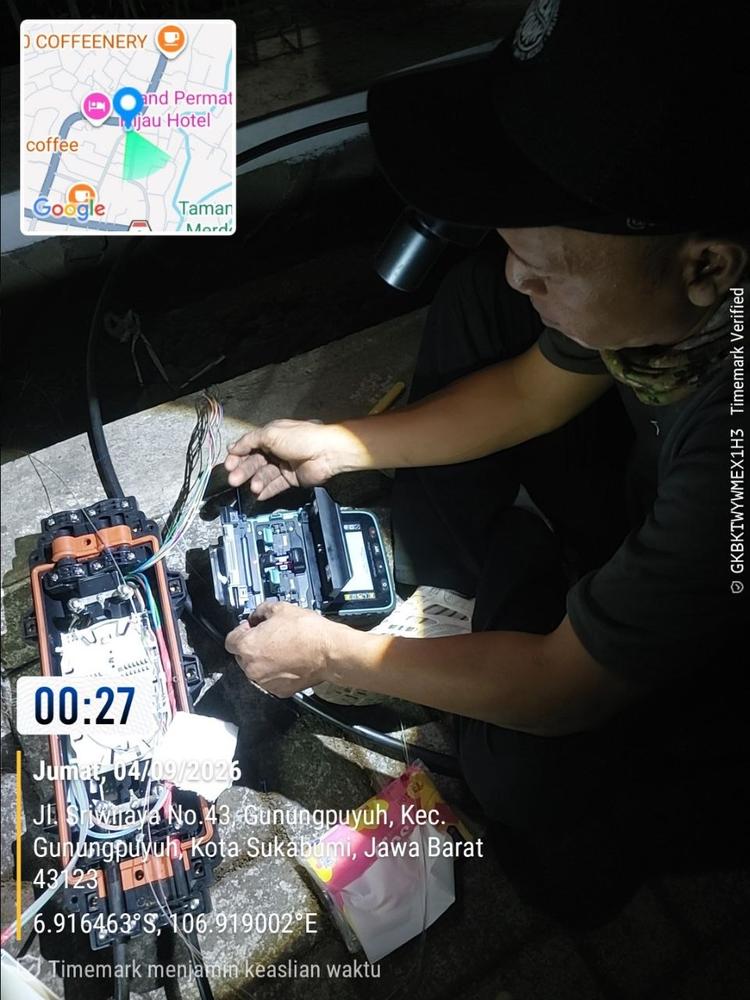 COFFEENERY
and Permat
Hijau Hotel
coffee
Google
Taman
Merd
00:27
Jumat, 04/09/2026
Jl. Sriwijaya No.43, Gunungpuyuh, Kec.
Gunungpuyuh, Kota Sukabumi, Jawa Barat
43123
6.916463°S, 106.919002°E
Timemark menjamin keaslian waktu
GKBKTWYWMEX1H3 Timemark Verified